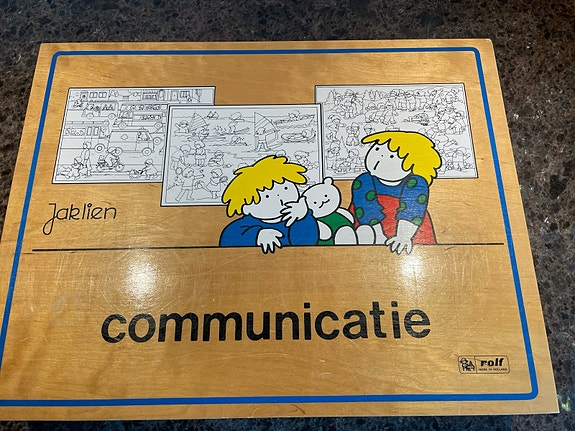 Jaklien
communicatie
rolf
MADE IN HOLLAND